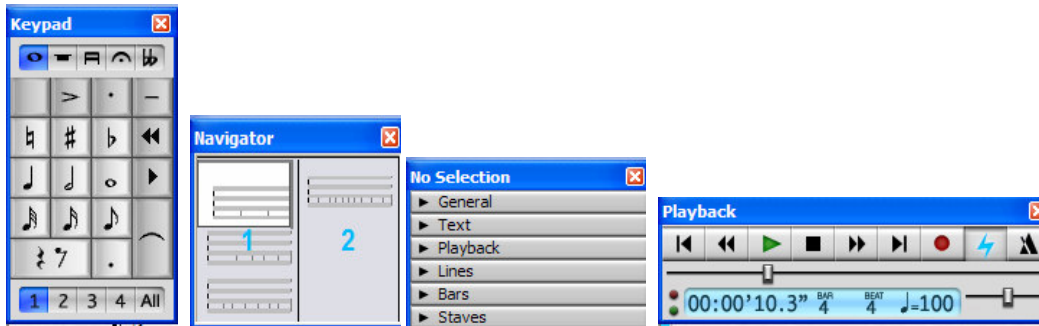 Keypad
1 2 3 4 All
Navigator
1 2
No Selection
General
Text
Playback
Lines
Bars
Staves
Playback
00:00'10.3" BAR 4 BEAT 4 ♩=100